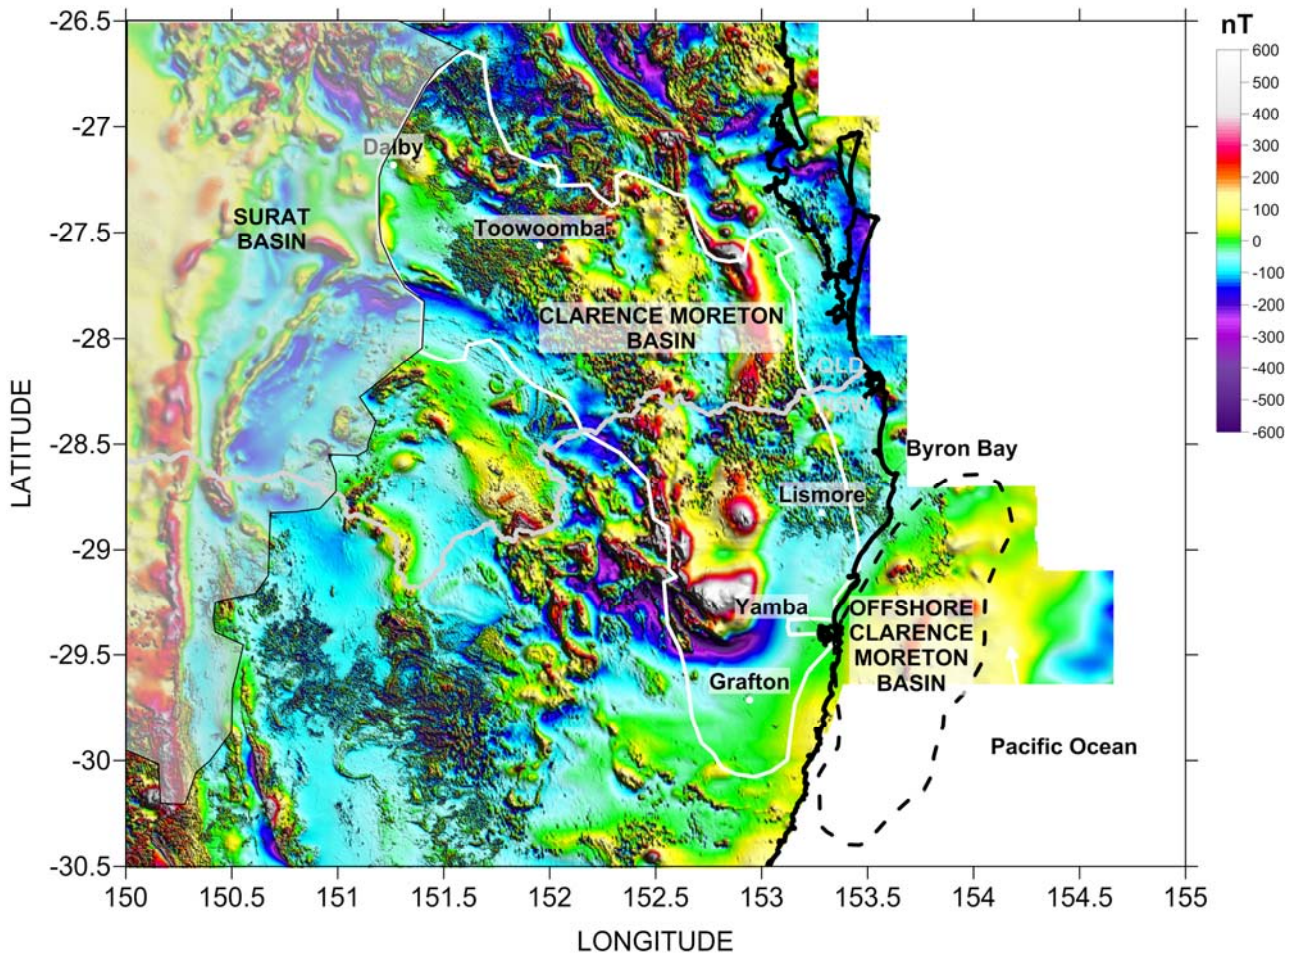 nT
-26.5
600
500
400
300
200
100
0
-100
-200
-300
-400
-500
-600
-27
Dalby
SURAT
BASIN
Toowoomba
-27.5
CLARENCE MORETON
BASIN
-28
QLD
NSW
LATITUDE
-28.5
Byron Bay
Lismore
-29
Yamba
OFFSHORE
CLARENCE
MORETON
BASIN
-29.5
Grafton
Pacific Ocean
-30
-30.5
150
150.5
151
151.5
152
152.5
153
153.5
154
154.5
155
LONGITUDE